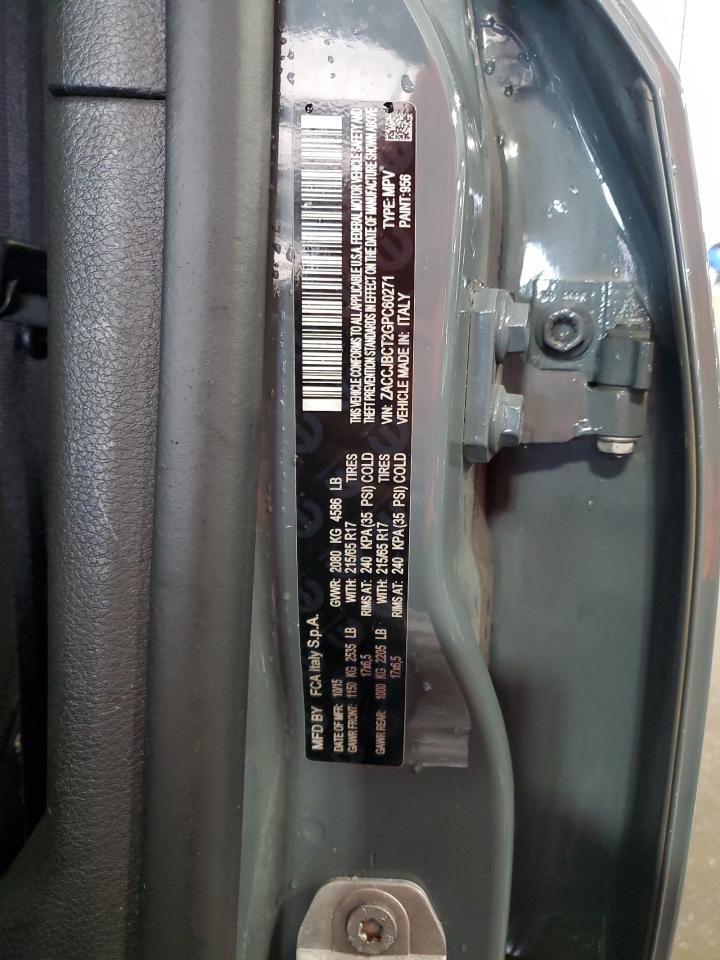 MFD BY FCA Italy S.p.A.
DATE OF MFR: 10/15 GVWR: 2080 KG 4586 LB
GAWR FRONT: 1150 KG 2535 LB WITH: 215/65 R17 TIRES
17x6,5 RIMS AT: 240 KPA (35 PSI) COLD
GAWR REAR: 1000 KG 2205 LB WITH: 215/65 R17 TIRES
17x6,5 RIMS AT: 240 KPA (35 PSI) COLD
THIS VEHICLE CONFORMS TO ALL APPLICABLE U.S.A. FEDERAL MOTOR VEHICLE SAFETY AND
THEFT PREVENTION STANDARDS IN EFFECT ON THE DATE OF MANUFACTURE SHOWN ABOVE
VIN: ZACCJBCT2GPC60271 TYPE: MPV
VEHICLE MADE IN: ITALY PAINT: 956